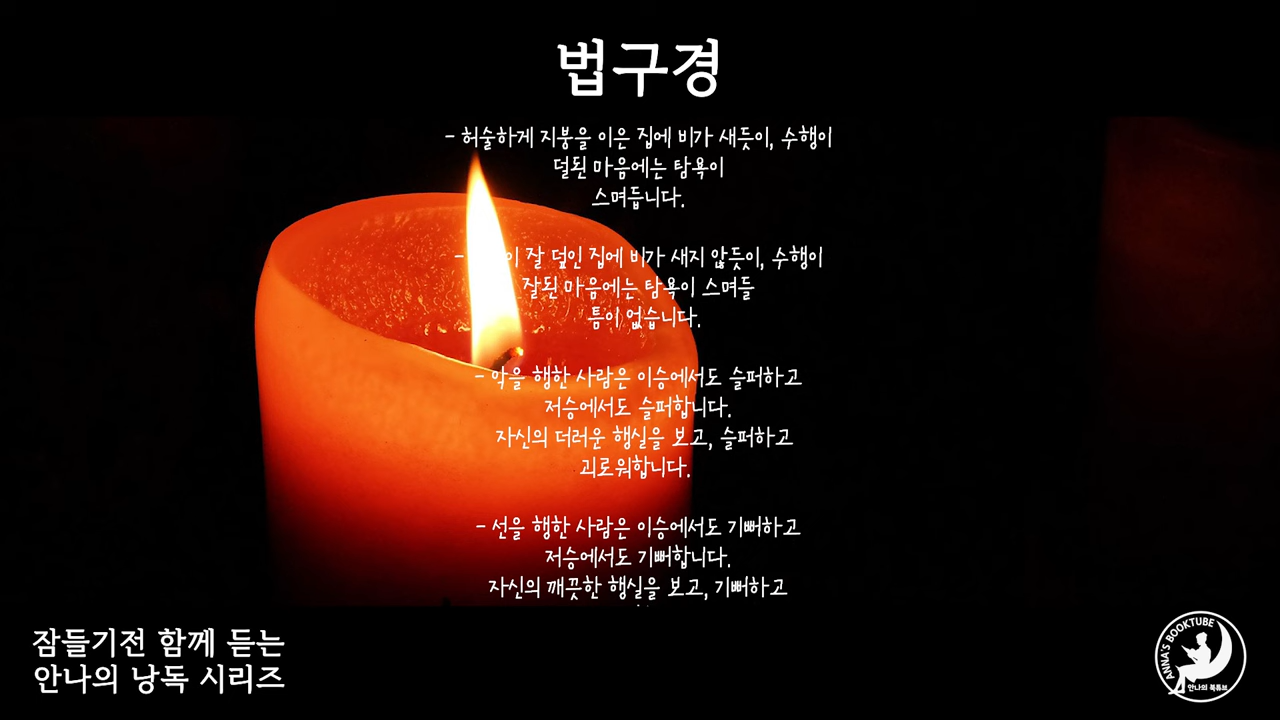 법구경
- 허술하게 지붕을 이은 집에 비가 새듯이, 수행이
덜된 마음에는 탐욕이
스며듭니다.
- 이 잘 덮인 집에 비가 새지 않듯이, 수행이
잘된 마음에는 탐욕이 스며들
틈이 없습니다.
- 악을 행한 사람은 이승에서도 슬퍼하고
저승에서도 슬퍼합니다.
자신의 더러운 행실을 보고, 슬퍼하고
괴로워합니다.
- 선을 행한 사람은 이승에서도 기뻐하고
저승에서도 기뻐합니다.
자신의 깨끗한 행실을 보고, 기뻐하고
잠들기전 함께 듣는
안나의 낭독 시리즈
ANNA'S BOOKTUBE
안나의 북튜브